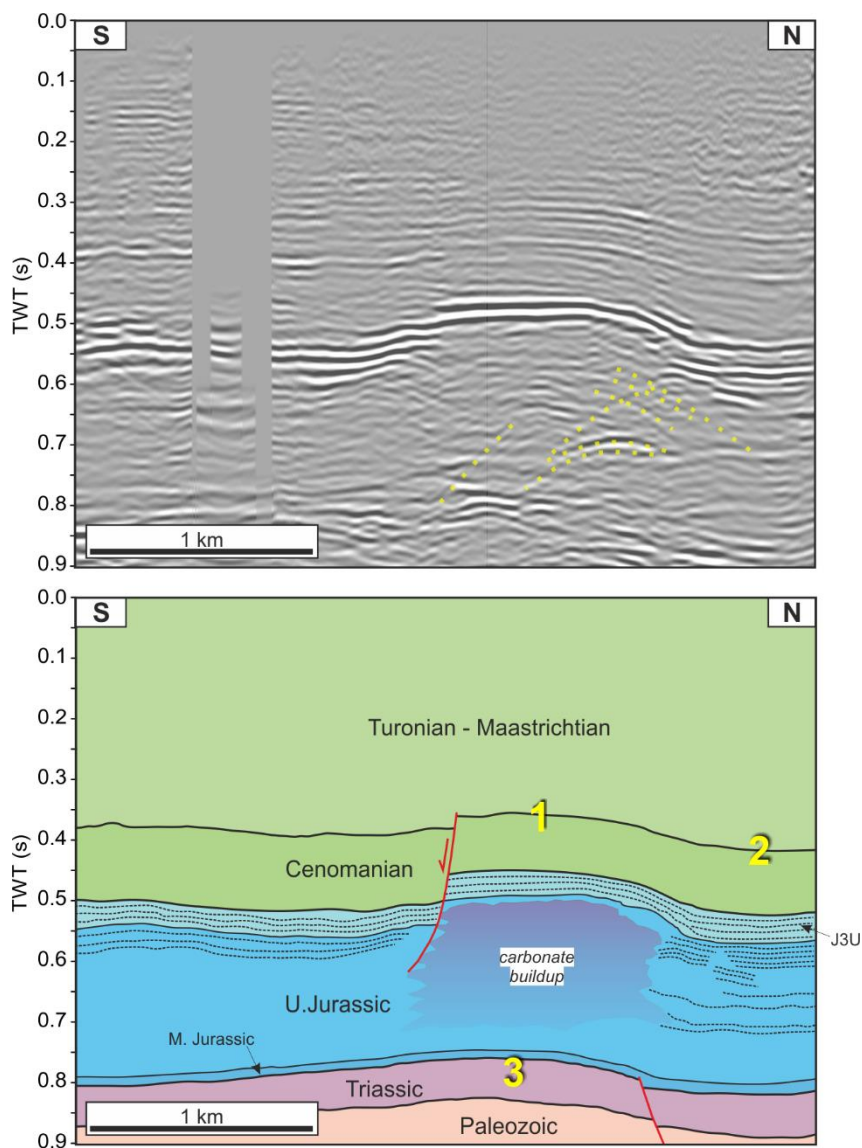 S
N
0.0
0.1
0.2
0.3
0.4
0.5
0.6
0.7
0.8
0.9
TWT (s)
1 km
S
N
0.0
0.1
0.2
0.3
0.4
0.5
0.6
0.7
0.8
0.9
TWT (s)
Turonian - Maastrichtian
1
2
Cenomanian
J3U
carbonate
buildup
U.Jurassic
M. Jurassic
3
Triassic
Paleozoic
1 km